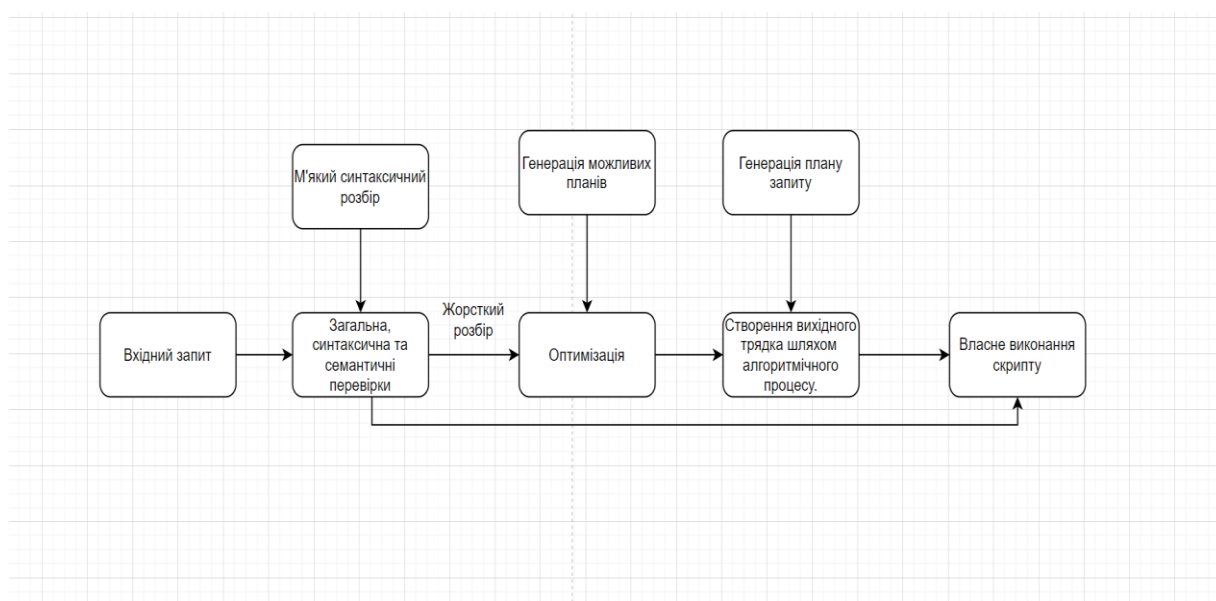 М'який синтаксичний
розбір
Генерація можливих
планів
Генерація плану
запиту
Вхідний запит
Загальна,
синтаксична та
семантичні
перевірки
Жорсткий
розбір
Оптимізація
Створення вихідного
трядка шляхом
алгоритмічного
процесу.
Власне виконання
скрипту